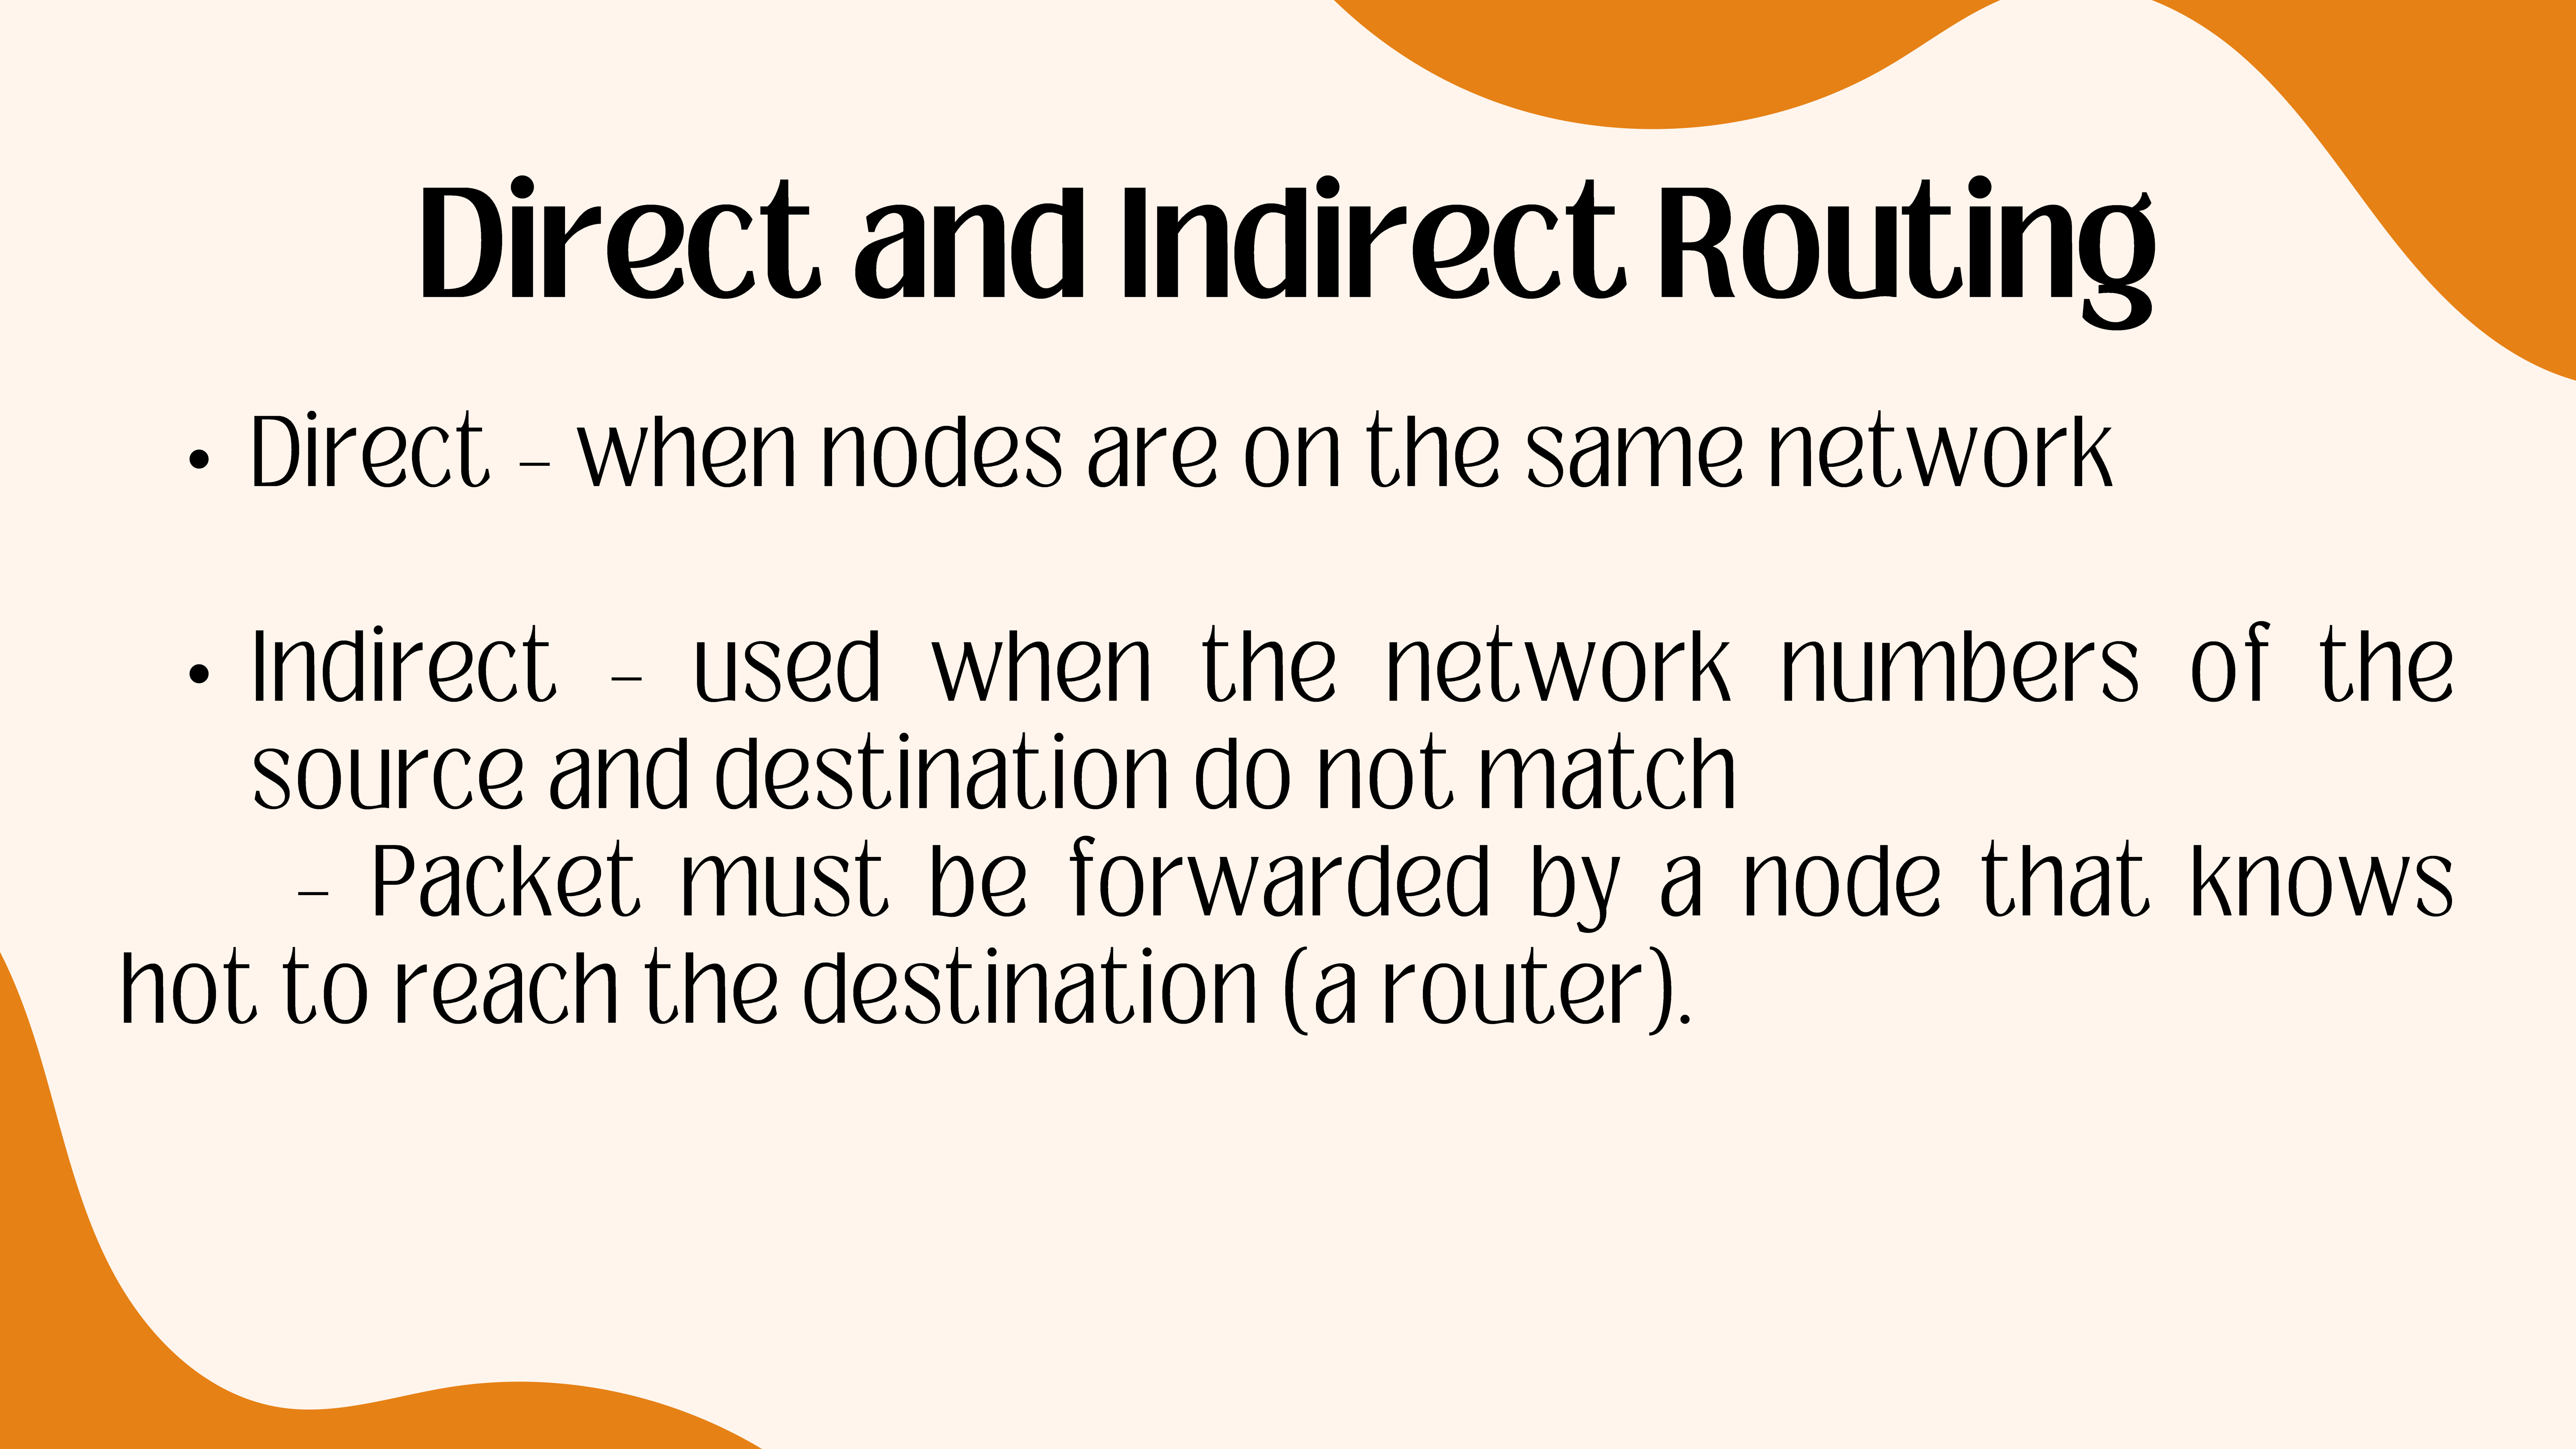 Direct and Indirect Routing
• Direct – when nodes are on the same network
• Indirect – used when the network numbers of the
source and destination do not match
– Packet must be forwarded by a node that knows
hot to reach the destination (a router).